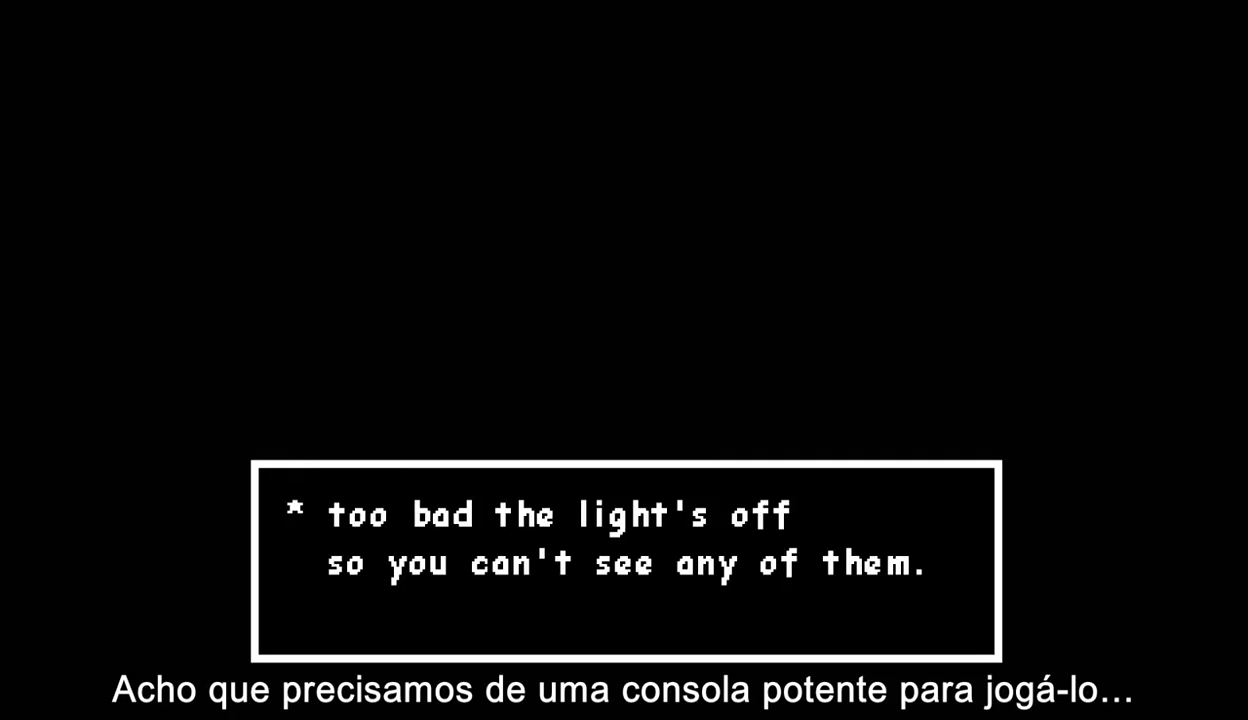 * too bad the light's off
so you can't see any of them.
Acho que precisamos de uma consola potente para jogá-lo...